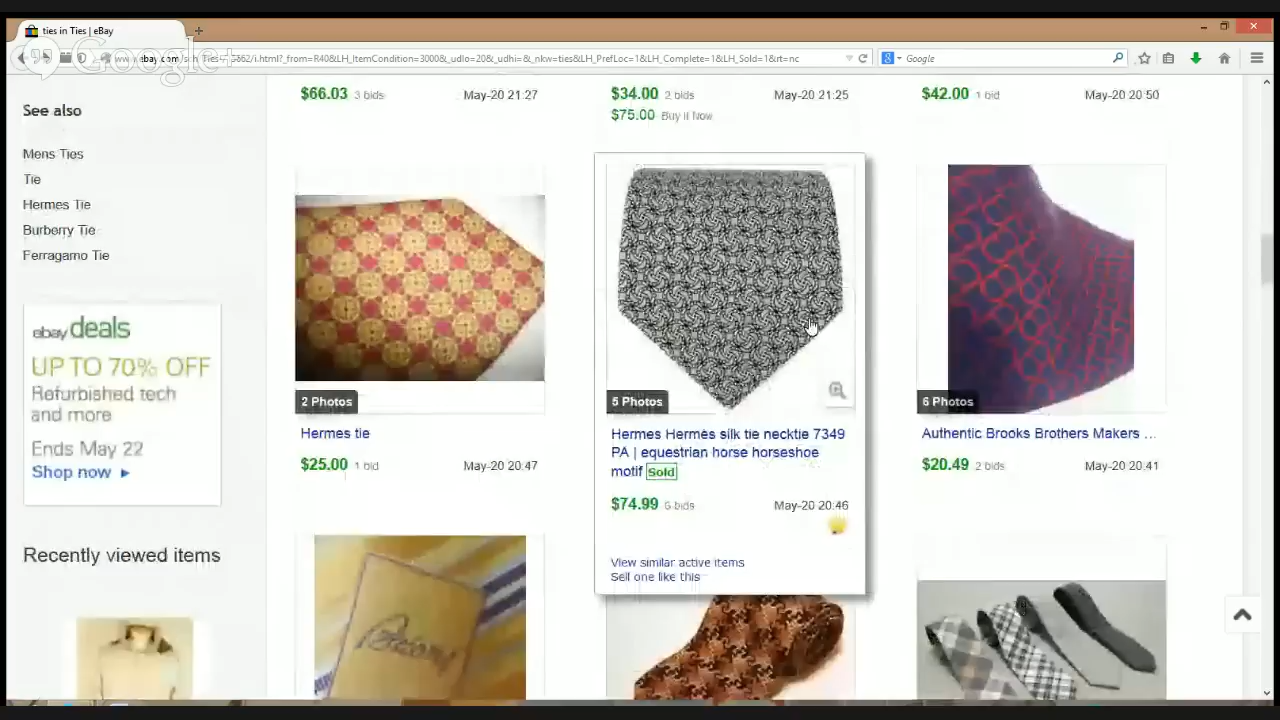 ties in Ties | eBay
Google+
Google
See also
Mens Ties
Tie
Hermes Tie
Burberry Tie
Ferragamo Tie
ebay deals
UP TO 70% OFF
Refurbished tech
and more
Ends May 22
Shop now
Recently viewed items
$66.03 3 bids May-20 21:27
$34.00 2 bids May-20 21:25
$75.00 Buy It Now
$42.00 1 bid May-20 20:50
2 Photos
Hermes tie
$25.00 1 bid May-20 20:47
5 Photos
Hermes Hermès silk tie necktie 7349
PA | equestrian horse horseshoe
motif Sold
$74.99 6 bids May-20 20:46
View similar active items
Sell one like this
6 Photos
Authentic Brooks Brothers Makers ...
$20.49 2 bids May-20 20:41